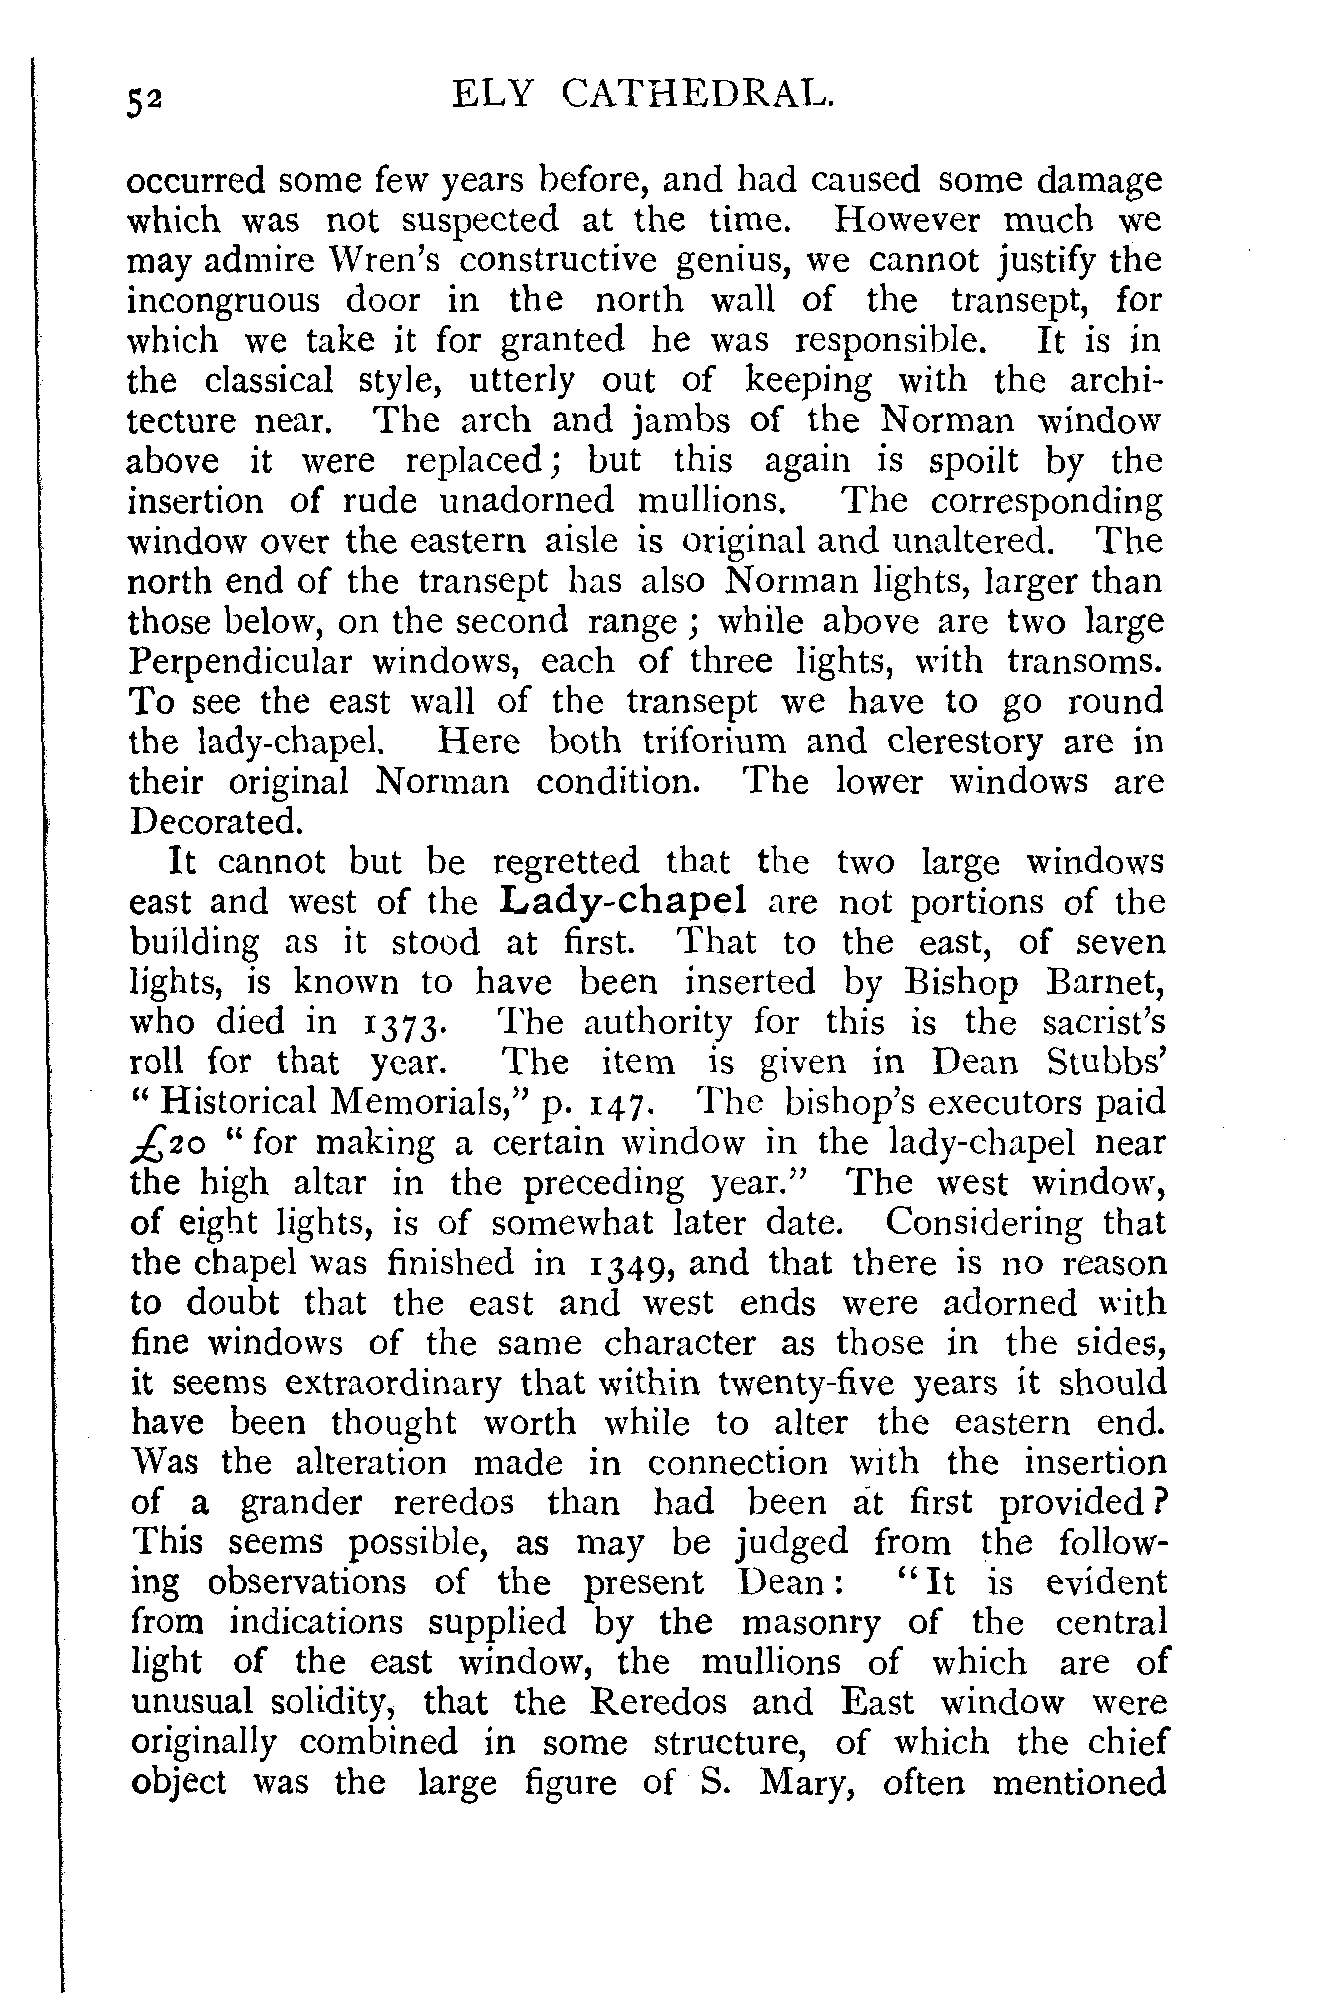 52 ELY CATHEDRAL.
occurred some few years before, and had caused some damage
which was not suspected at the time. However much we
may admire Wren's constructive genius, we cannot justify the
incongruous door in the north wall of the transept, for
which we take it for granted he was responsible. It is in
the classical style, utterly out of keeping with the archi-
tecture near. The arch and jambs of the Norman window
above it were replaced; but this again is spoilt by the
insertion of rude unadorned mullions. The corresponding
window over the eastern aisle is original and unaltered. The
north end of the transept has also Norman lights, larger than
those below, on the second range; while above are two large
Perpendicular windows, each of three lights, with transoms.
To see the east wall of the transept we have to go round
the lady-chapel. Here both triforium and clerestory are in
their original Norman condition. The lower windows are
Decorated.
It cannot but be regretted that the two large windows
east and west of the Lady-chapel are not portions of the
building as it stood at first. That to the east, of seven
lights, is known to have been inserted by Bishop Barnet,
who died in 1373. The authority for this is the sacrist's
roll for that year. The item is given in Dean Stubbs'
"Historical Memorials," p. 147. The bishop's executors paid
£20 "for making a certain window in the lady-chapel near
the high altar in the preceding year." The west window,
of eight lights, is of somewhat later date. Considering that
the chapel was finished in 1349, and that there is no reason
to doubt that the east and west ends were adorned with
fine windows of the same character as those in the sides,
it seems extraordinary that within twenty-five years it should
have been thought worth while to alter the eastern end.
Was the alteration made in connection with the insertion
of a grander reredos than had been at first provided?
This seems possible, as may be judged from the follow-
ing observations of the present Dean: "It is evident
from indications supplied by the masonry of the central
light of the east window, the mullions of which are of
unusual solidity, that the Reredos and East window were
originally combined in some structure, of which the chief
object was the large figure of S. Mary, often mentioned